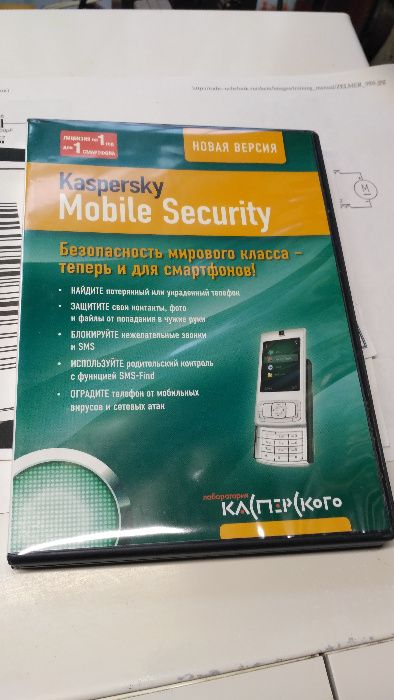 ЛИЦЕНЗИЯ НА 1 ГОД
ДЛЯ 1 СМАРТФОНА
НОВАЯ ВЕРСИЯ
Kaspersky
Mobile Security
Безопасность мирового класса –
теперь и для смартфонов!
• НАЙДИТЕ потерянный или украденный телефон
• ЗАЩИТИТЕ свои контакты, фото
и файлы от попадания в чужие руки
• БЛОКИРУЙТЕ нежелательные звонки
и SMS
• ИСПОЛЬЗУЙТЕ родительский контроль
с функцией SMS-Find
• ОГРАДИТЕ телефон от мобильных
вирусов и сетевых атак
лаборатория
КАСПЕРСКОГО
M